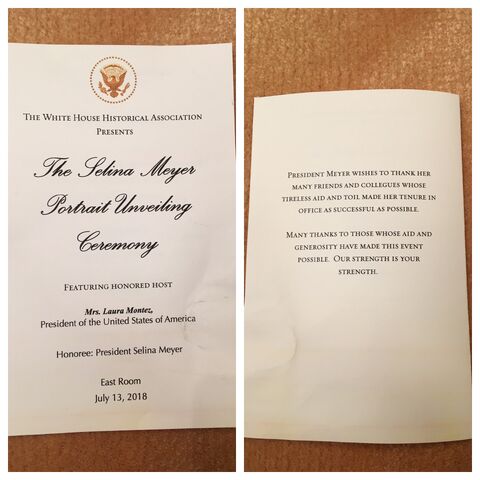 The White House Historical Association
Presents
The Selina Meyer
Portrait Unveiling
Ceremony
Featuring honored host
Mrs. Laura Montez,
President of the United States of America
Honoree: President Selina Meyer
East Room
July 13, 2018
President Meyer wishes to thank her
many friends and collegues whose
tireless aid and toil made her tenure in
office as successful as possible.
Many thanks to those whose aid and
generosity have made this event
possible. Our strength is your
strength.